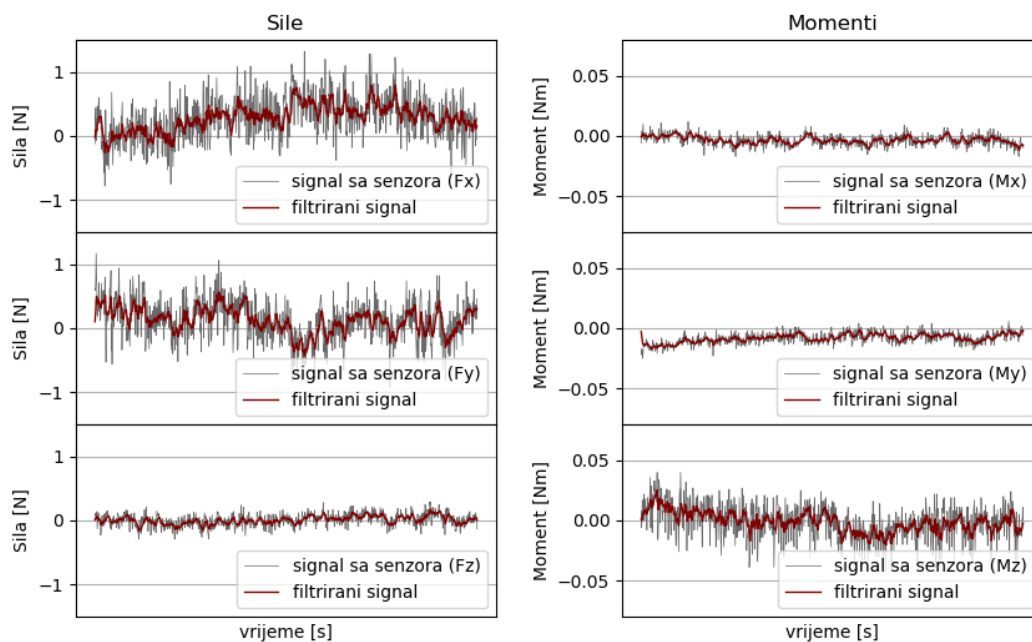 Sile
Sila [N]
1
0
−1
signal sa senzora (Fx)
filtrirani signal
Sila [N]
1
0
−1
signal sa senzora (Fy)
filtrirani signal
Sila [N]
1
0
−1
signal sa senzora (Fz)
filtrirani signal
vrijeme [s]
Momenti
Moment [Nm]
0.05
0.00
−0.05
signal sa senzora (Mx)
filtrirani signal
Moment [Nm]
0.05
0.00
−0.05
signal sa senzora (My)
filtrirani signal
Moment [Nm]
0.05
0.00
−0.05
signal sa senzora (Mz)
filtrirani signal
vrijeme [s]